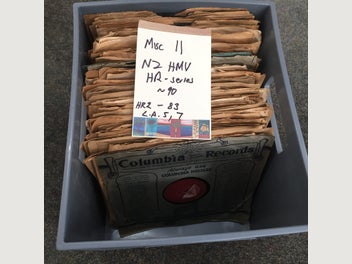 Misc 11
NZ HMV
HR-series
~90
HR2 - 83
L.A. 5, 7
Columbia Records